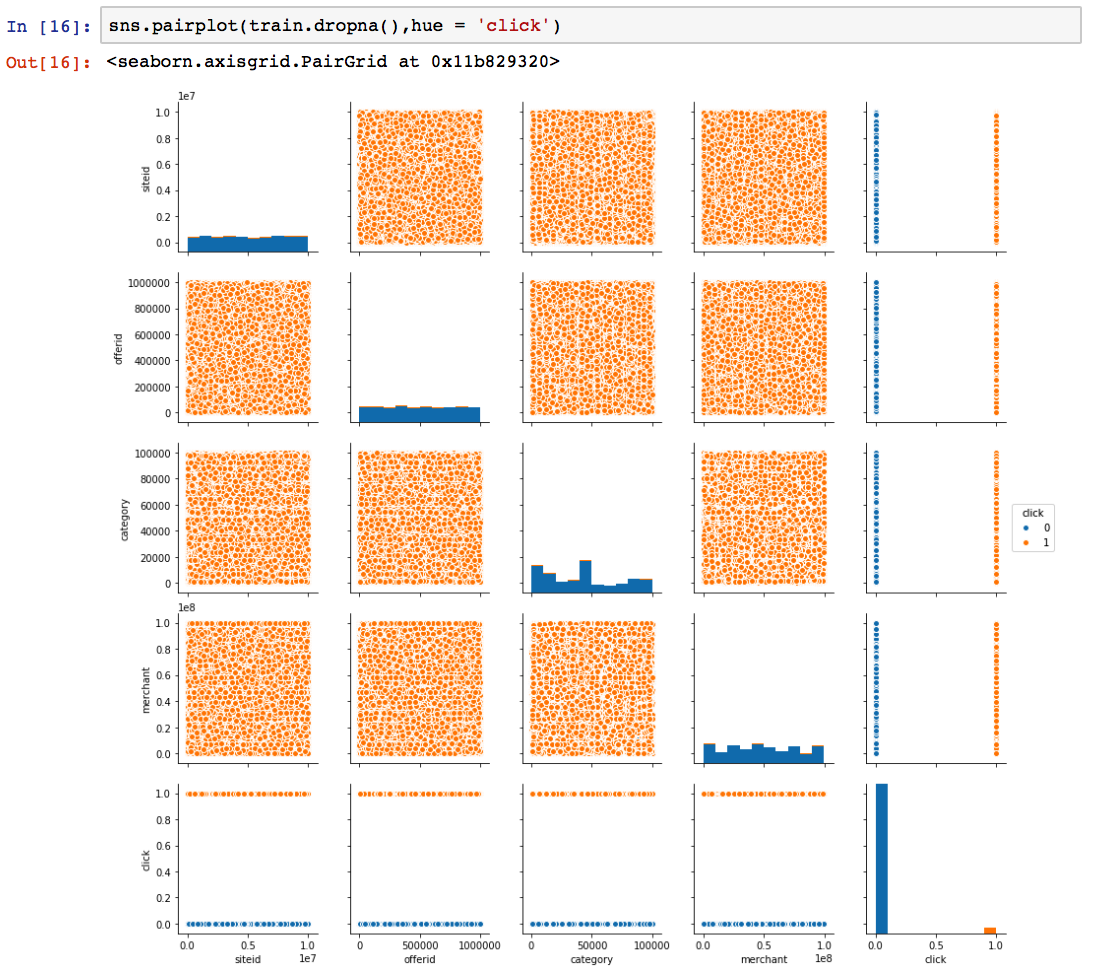 In [16]: sns.pairplot(train.dropna(),hue = 'click')
Out[16]: <seaborn.axisgrid.PairGrid at 0x11b829320>
1e7
1.0
0.8
0.6
0.4
0.2
0.0
siteid
1000000
800000
600000
400000
200000
0
offerid
100000
80000
60000
40000
20000
0
category
click
0
1
1e8
1.0
0.8
0.6
0.4
0.2
0.0
merchant
1.0
0.8
0.6
0.4
0.2
0.0
click
0.0 0.5 1.0 0 500000 1000000 0 50000 100000 0.0 0.5 1.0 0.0 0.5 1.0
siteid 1e7 offerid category merchant 1e8 click